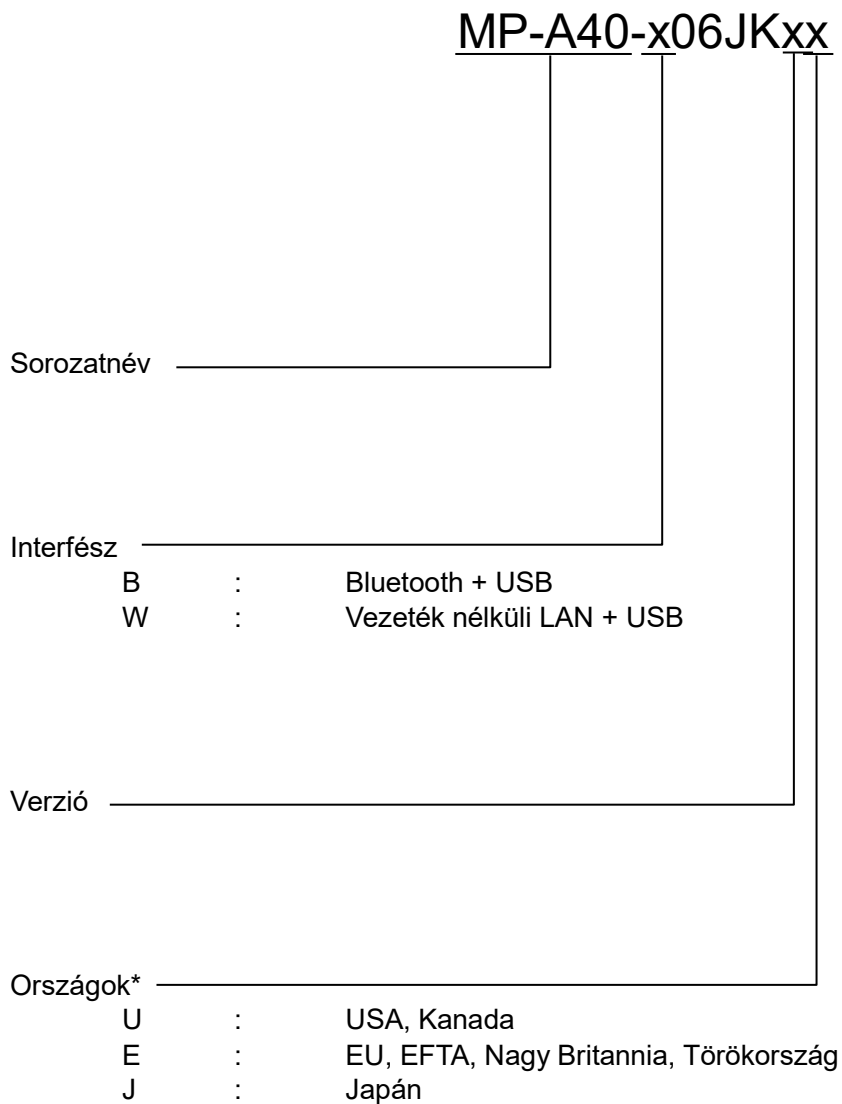 MP-A40-x06JKxx
Sorozatnév
Interfész
B : Bluetooth + USB
W : Vezeték nélküli LAN + USB
Verzió
Országok*
U : USA, Kanada
E : EU, EFTA, Nagy Britannia, Törökország
J : Japán